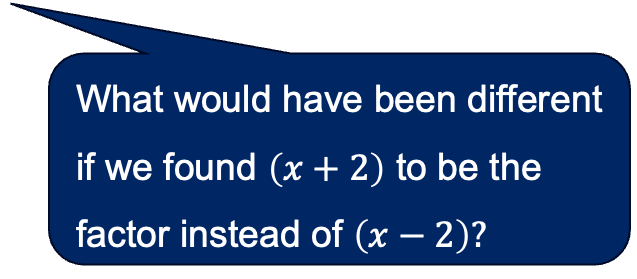 What would have been different
if we found (𝑥 + 2) to be the
factor instead of (𝑥 − 2)?